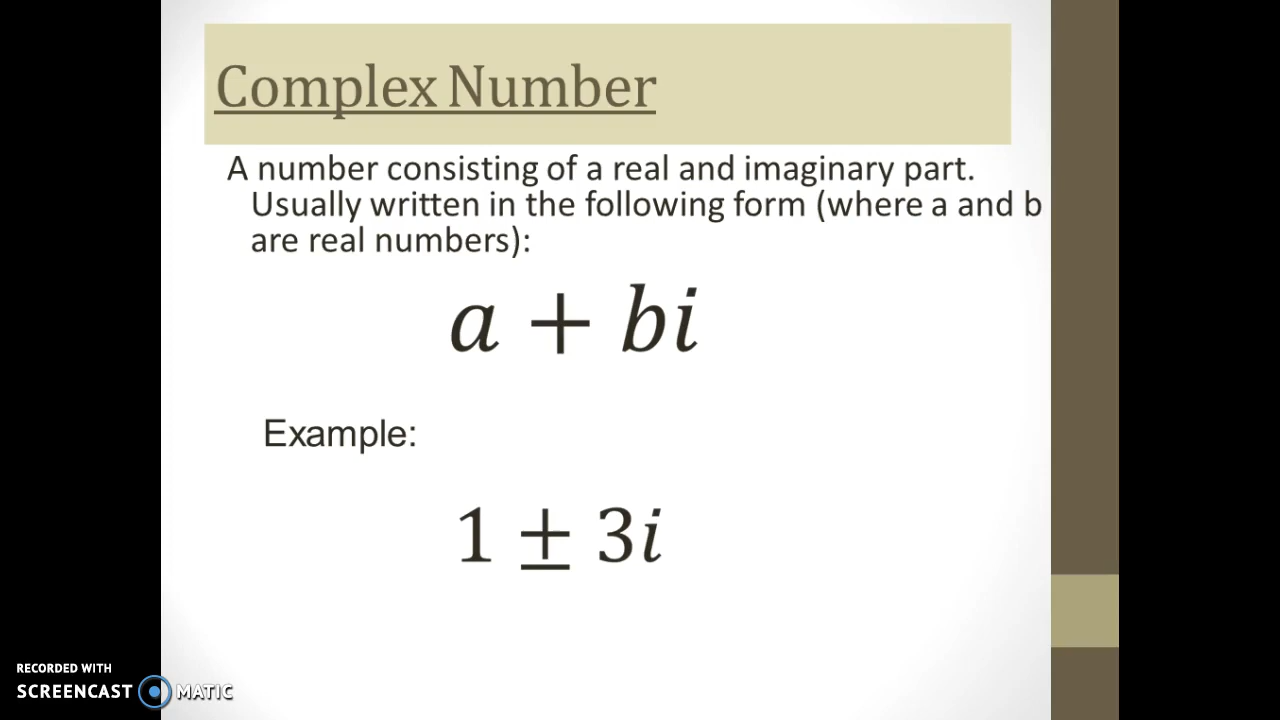 Complex Number
A number consisting of a real and imaginary part.
Usually written in the following form (where a and b
are real numbers):
a + bi
Example:
1 ± 3i
RECORDED WITH
SCREENCAST MATIC